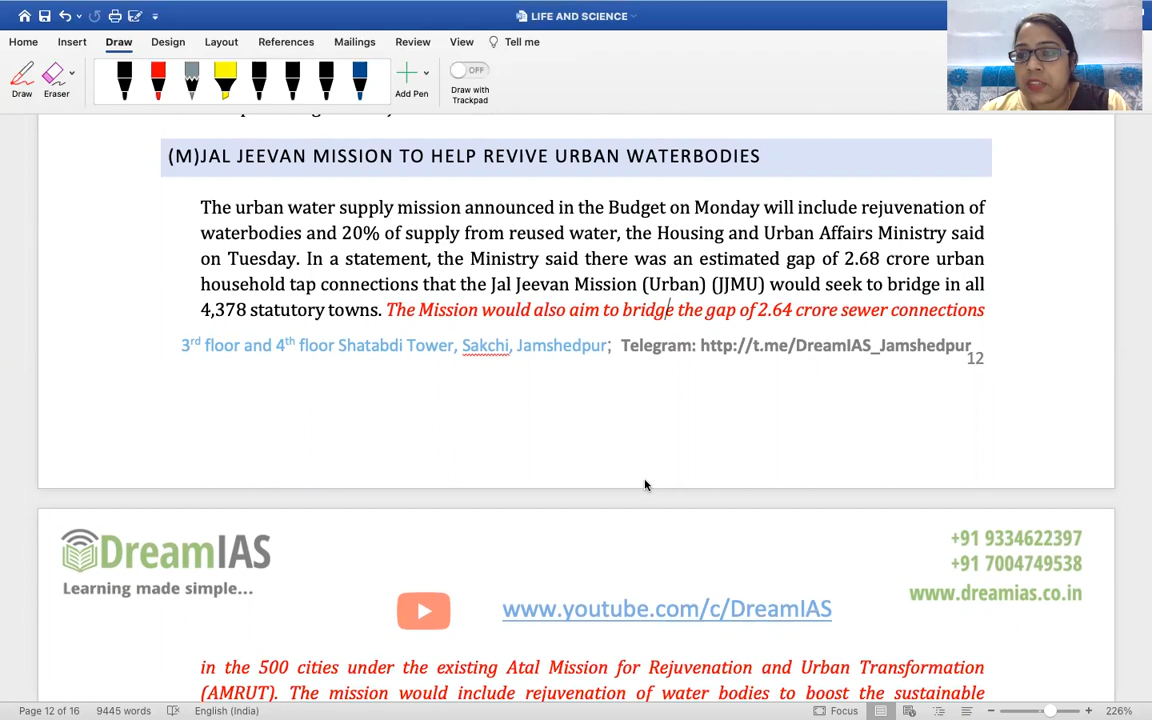 LIFE AND SCIENCE
Home Insert Draw Design Layout References Mailings Review View Tell me
OFF
Draw Eraser Add Pen Draw with Trackpad
(M)JAL JEEVAN MISSION TO HELP REVIVE URBAN WATERBODIES
The urban water supply mission announced in the Budget on Monday will include rejuvenation of
waterbodies and 20% of supply from reused water, the Housing and Urban Affairs Ministry said
on Tuesday. In a statement, the Ministry said there was an estimated gap of 2.68 crore urban
household tap connections that the Jal Jeevan Mission (Urban) (JJMU) would seek to bridge in all
4,378 statutory towns. The Mission would also aim to bridge the gap of 2.64 crore sewer connections
3rd floor and 4th floor Shatabdi Tower, Sakchi, Jamshedpur; Telegram: http://t.me/DreamIAS_Jamshedpur
12
DreamIAS
Learning made simple...
+91 9334622397
+91 7004749538
www.dreamias.co.in
www.youtube.com/c/DreamIAS
in the 500 cities under the existing Atal Mission for Rejuvenation and Urban Transformation
(AMRUT). The mission would include rejuvenation of water bodies to boost the sustainable
Page 12 of 16 9445 words English (India) Focus 226%